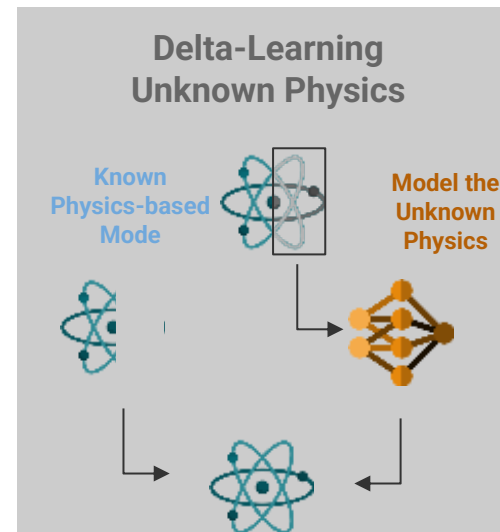 Delta-Learning
Unknown Physics
Known
Physics-based
Mode
Model the
Unknown
Physics